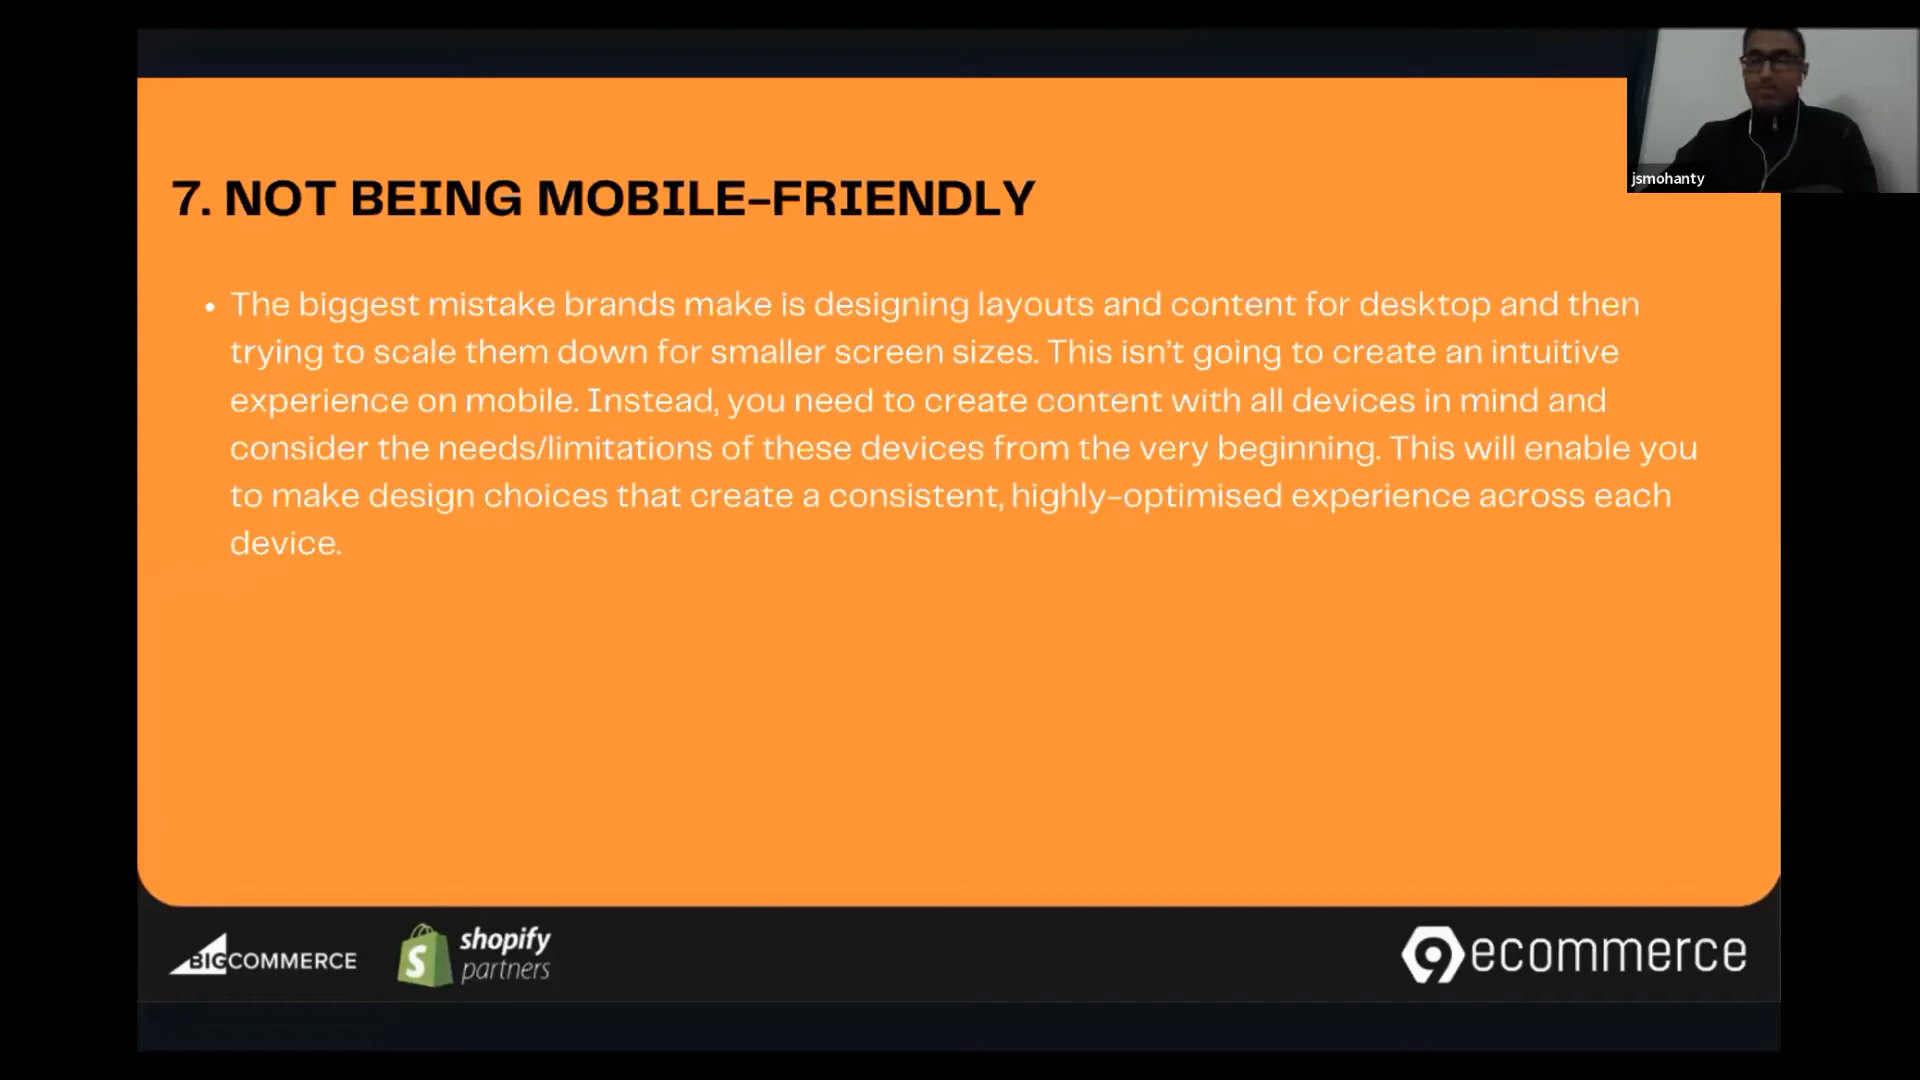 jsmohanty
7. NOT BEING MOBILE-FRIENDLY
• The biggest mistake brands make is designing layouts and content for desktop and then
trying to scale them down for smaller screen sizes. This isn’t going to create an intuitive
experience on mobile. Instead, you need to create content with all devices in mind and
consider the needs/limitations of these devices from the very beginning. This will enable you
to make design choices that create a consistent, highly-optimised experience across each
device.
BIGCOMMERCE
shopify
partners
9ecommerce